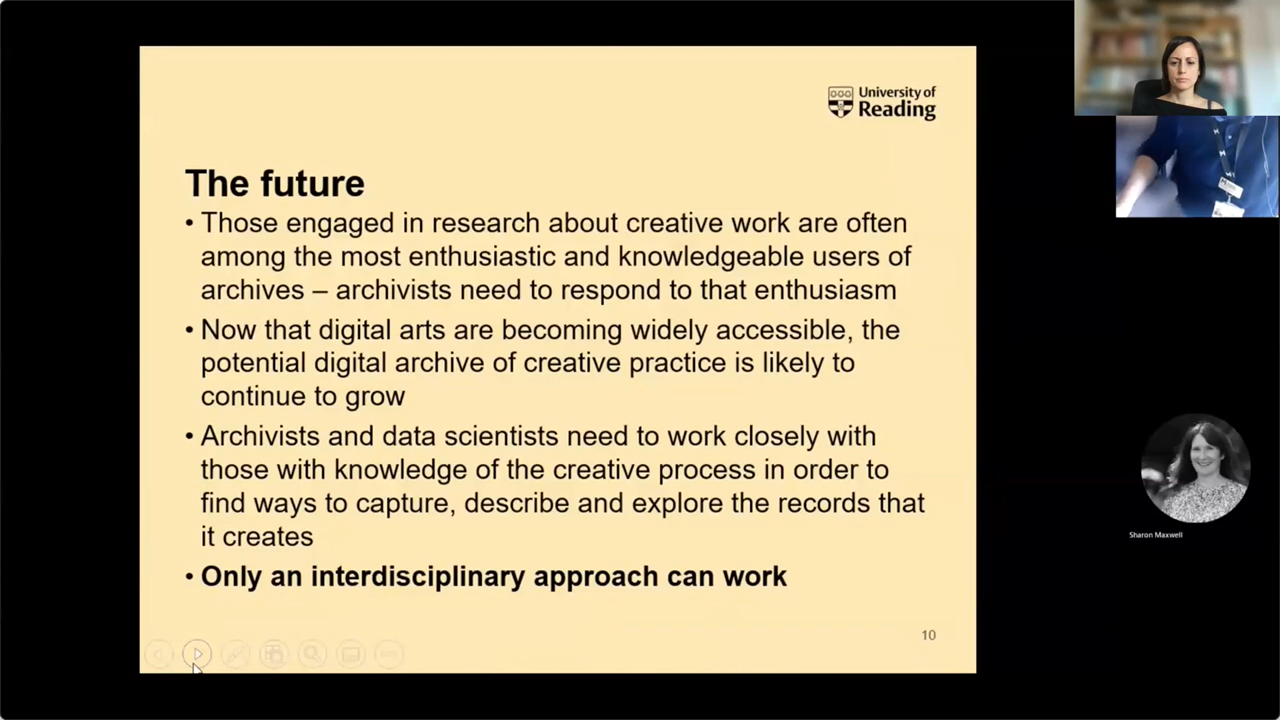 University of
Reading
The future
• Those engaged in research about creative work are often
among the most enthusiastic and knowledgeable users of
archives – archivists need to respond to that enthusiasm
• Now that digital arts are becoming widely accessible, the
potential digital archive of creative practice is likely to
continue to grow
• Archivists and data scientists need to work closely with
those with knowledge of the creative process in order to
find ways to capture, describe and explore the records that
it creates
• Only an interdisciplinary approach can work
10
Sharon Maxwell